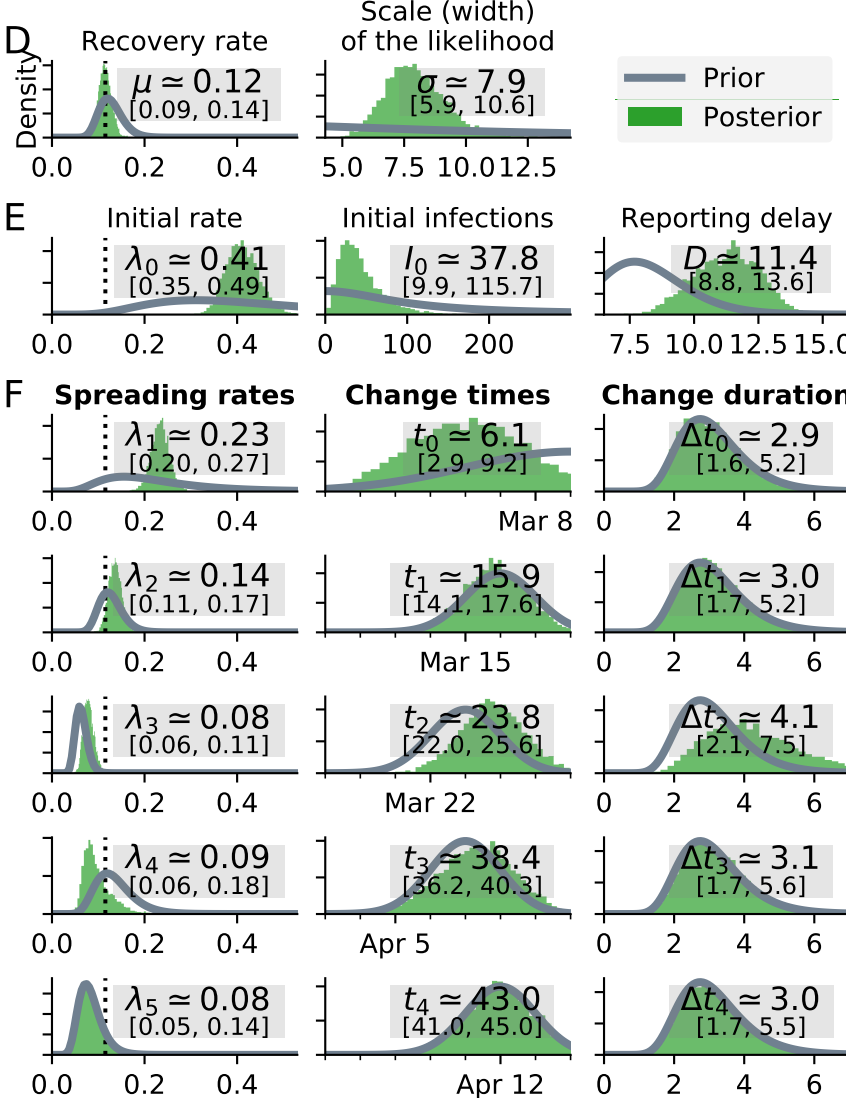 D
Recovery rate
Scale (width)
of the likelihood
Density
μ ≃ 0.12
[0.09, 0.14]
σ ≃ 7.9
[5.9, 10.6]
Prior
Posterior
0.0 0.2 0.4
5.0 7.5 10.0 12.5
E
Initial rate
Initial infections
Reporting delay
λ0 ≃ 0.41
[0.35, 0.49]
I0 ≃ 37.8
[9.9, 115.7]
D ≃ 11.4
[8.8, 13.6]
0.0 0.2 0.4
0 200
7.5 10.0 12.5 15.0
F
Spreading rates
Change times
Change duration
λ1 ≃ 0.23
[0.20, 0.27]
t0 ≃ 6.1
[2.9, 9.2]
Δt0 ≃ 2.9
[1.6, 5.2]
0.0 0.2 0.4
Mar 8
0 2 4 6
λ2 ≃ 0.14
[0.11, 0.17]
t1 ≃ 15.9
[14.1, 17.6]
Δt1 ≃ 3.0
[1.7, 5.2]
0.0 0.2 0.4
Mar 15
0 2 4 6
λ3 ≃ 0.08
[0.06, 0.11]
t2 ≃ 23.8
[22.0, 25.6]
Δt2 ≃ 4.1
[2.1, 7.5]
0.0 0.2 0.4
Mar 22
0 2 4 6
λ4 ≃ 0.09
[0.06, 0.18]
t3 ≃ 38.4
[36.2, 40.3]
Δt3 ≃ 3.1
[1.7, 5.6]
0.0 0.2 0.4
Apr 5
0 2 4 6
λ5 ≃ 0.08
[0.05, 0.14]
t4 ≃ 43.0
[41.0, 45.0]
Δt4 ≃ 3.0
[1.7, 5.5]
0.0 0.2 0.4
Apr 12
0 2 4 6